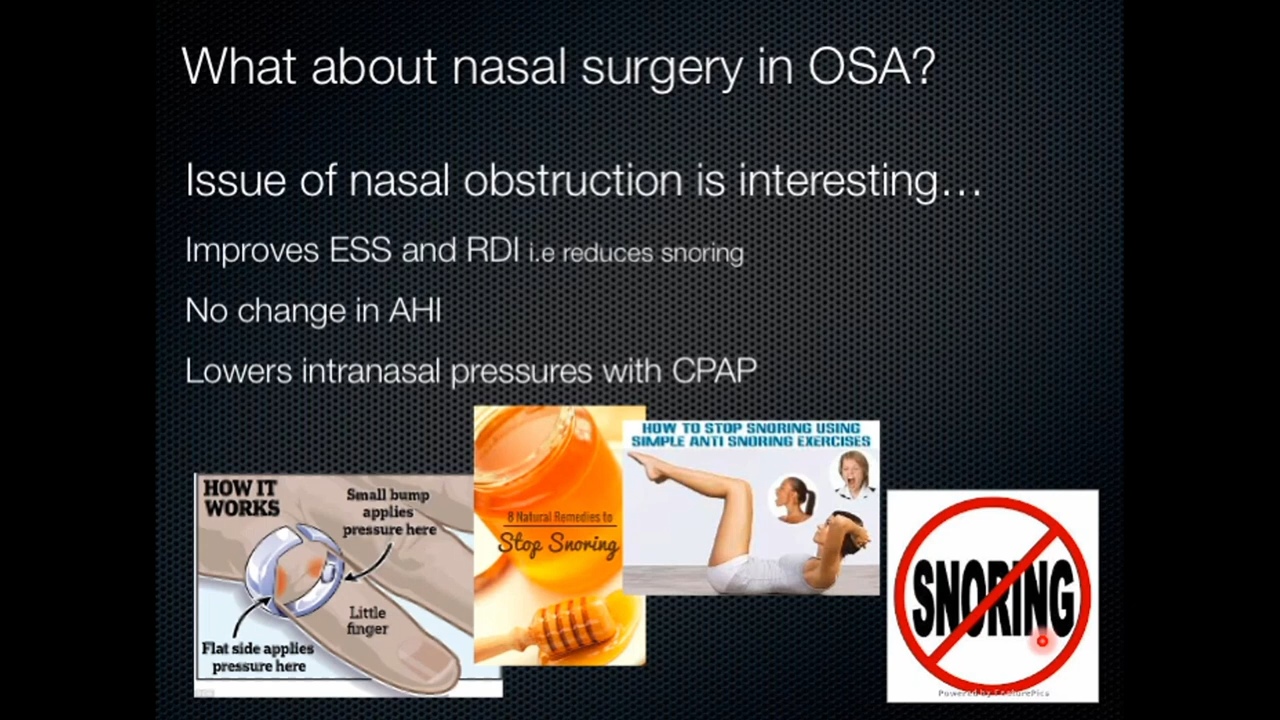 What about nasal surgery in OSA?
Issue of nasal obstruction is interesting…
Improves ESS and RDI i.e reduces snoring
No change in AHI
Lowers intranasal pressures with CPAP
HOW IT
WORKS
Small bump
applies
pressure here
Little
finger
Flat side applies
pressure here
8 Natural Remedies to
Stop Snoring
HOW TO STOP SNORING USING
SIMPLE ANTI SNORING EXERCISES
SNORING
Powered by FeaturePics